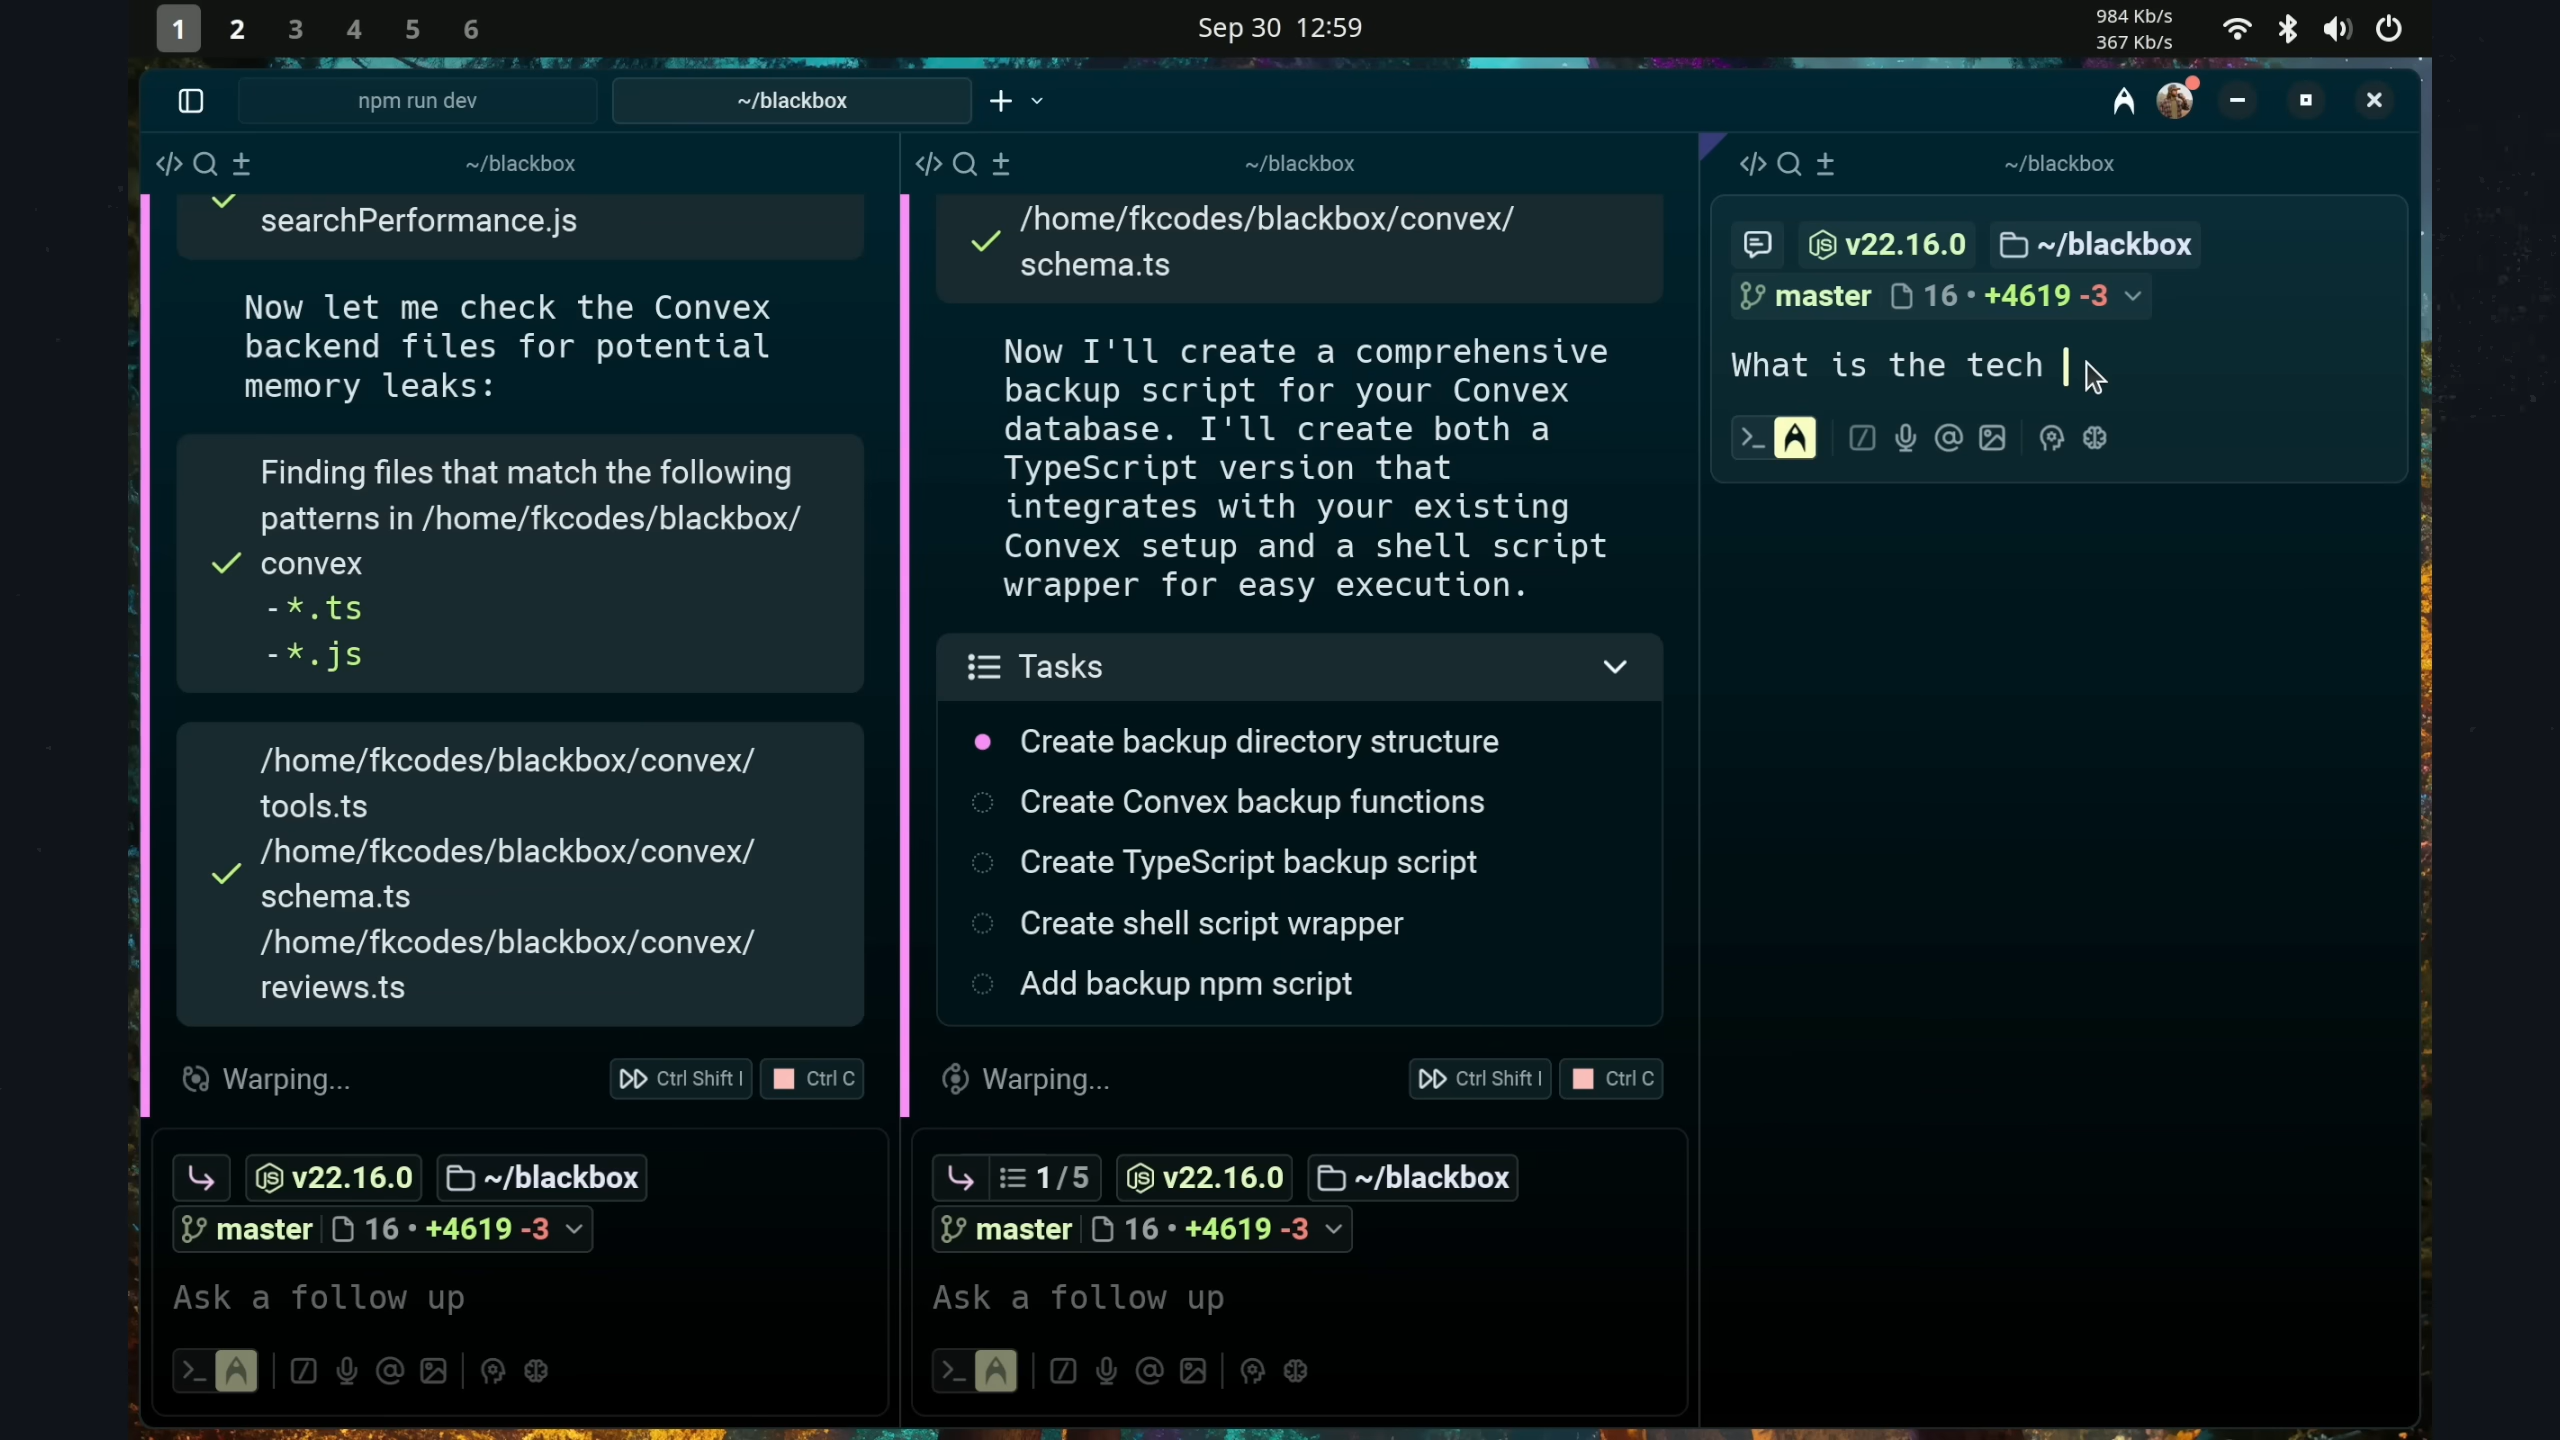 1 2 3 4 5 6
Sep 30 12:59
984 Kb/s
367 Kb/s
npm run dev
~/blackbox
~/blackbox
searchPerformance.js
Now let me check the Convex
backend files for potential
memory leaks:
Finding files that match the following
patterns in /home/fkcodes/blackbox/
convex
- *.ts
- *.js
/home/fkcodes/blackbox/convex/
tools.ts
/home/fkcodes/blackbox/convex/
schema.ts
/home/fkcodes/blackbox/convex/
reviews.ts
Warping...
Ctrl Shift I
Ctrl C
v22.16.0
~/blackbox
master 16 • +4619 -3
Ask a follow up
~/blackbox
/home/fkcodes/blackbox/convex/
schema.ts
Now I'll create a comprehensive
backup script for your Convex
database. I'll create both a
TypeScript version that
integrates with your existing
Convex setup and a shell script
wrapper for easy execution.
Tasks
Create backup directory structure
Create Convex backup functions
Create TypeScript backup script
Create shell script wrapper
Add backup npm script
Warping...
Ctrl Shift I
Ctrl C
1/5
v22.16.0
~/blackbox
master 16 • +4619 -3
Ask a follow up
~/blackbox
v22.16.0
~/blackbox
master 16 • +4619 -3
What is the tech